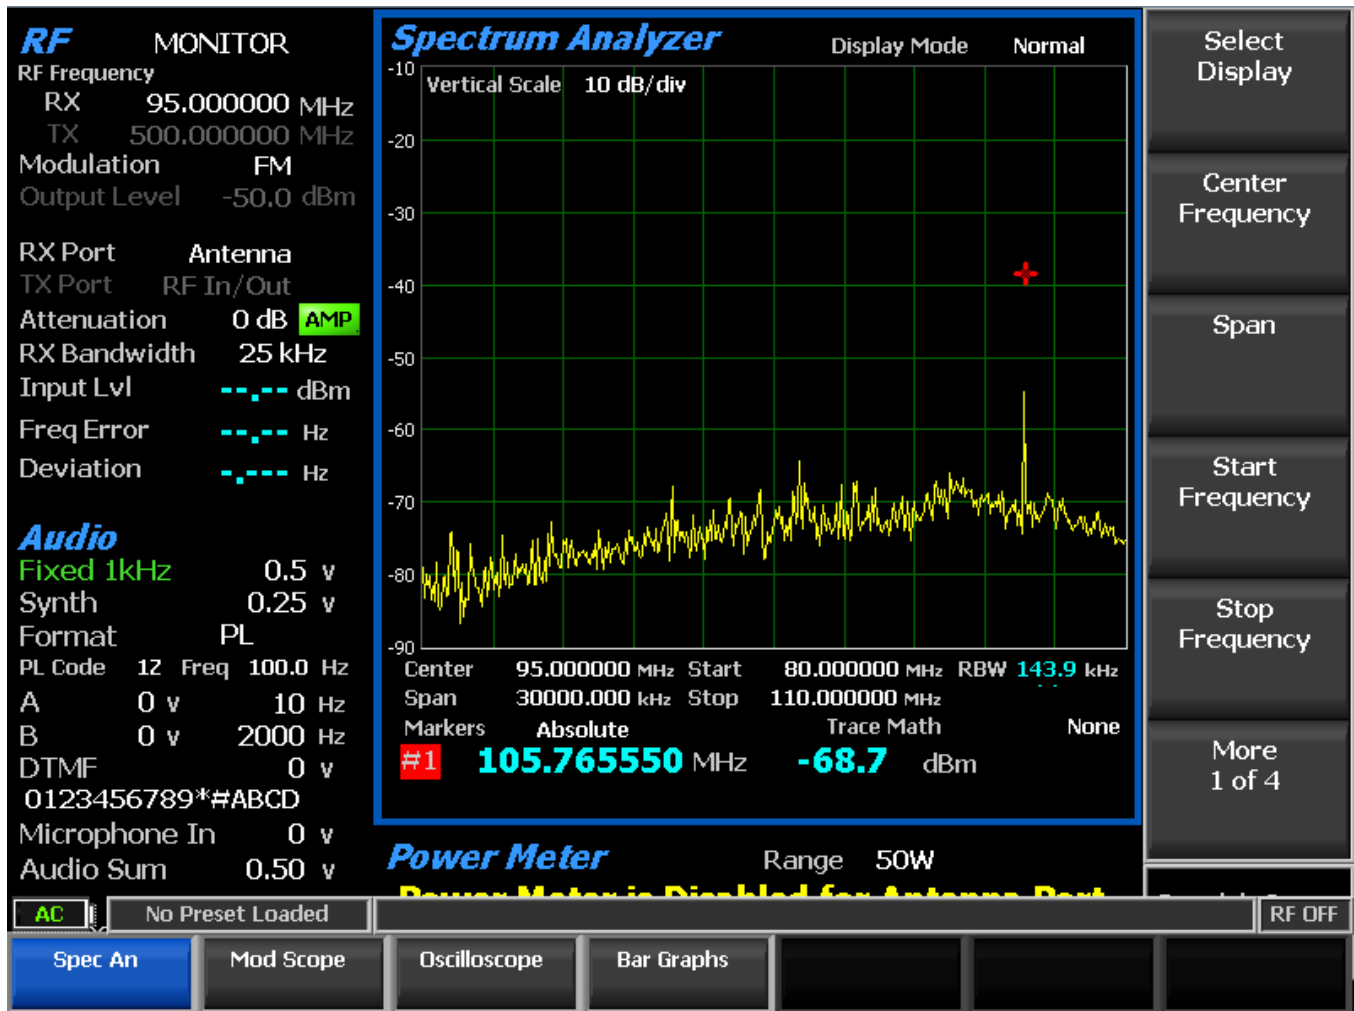 RF MONITOR
RF Frequency
RX 95.000000 MHz
TX 500.000000 MHz
Modulation FM
Output Level -50.0 dBm
RX Port Antenna
TX Port RF In/Out
Attenuation 0 dB AMP
RX Bandwidth 25 kHz
Input Lvl --.-- dBm
Freq Error --.-- Hz
Deviation -.--- Hz
Audio
Fixed 1kHz 0.5 v
Synth 0.25 v
Format PL
PL Code 1Z Freq 100.0 Hz
A 0 v 10 Hz
B 0 v 2000 Hz
DTMF 0 v
0123456789*#ABCD
Microphone In 0 v
Audio Sum 0.50 v
Spectrum Analyzer Display Mode Normal
Vertical Scale 10 dB/div
-10
-20
-30
-40
-50
-60
-70
-80
-90
Center 95.000000 MHz Start 80.000000 MHz RBW 143.9 kHz
Span 30000.000 kHz Stop 110.000000 MHz
Markers Absolute Trace Math None
#1 105.765550 MHz -68.7 dBm
Power Meter Range 50W
Power Meter is Disabled for Antenna Port
Select
Display
Center
Frequency
Span
Start
Frequency
Stop
Frequency
More
1 of 4
AC No Preset Loaded RF OFF
Spec An Mod Scope Oscilloscope Bar Graphs